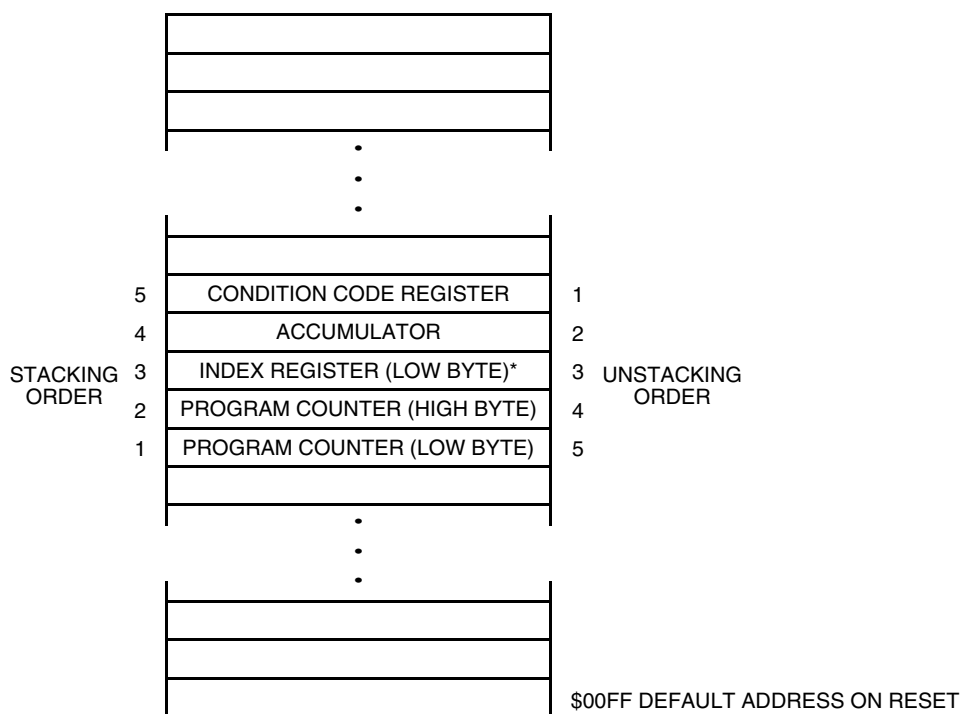 5 CONDITION CODE REGISTER 1
4 ACCUMULATOR 2
STACKING ORDER 3 INDEX REGISTER (LOW BYTE)* 3 UNSTACKING ORDER
2 PROGRAM COUNTER (HIGH BYTE) 4
1 PROGRAM COUNTER (LOW BYTE) 5
$00FF DEFAULT ADDRESS ON RESET